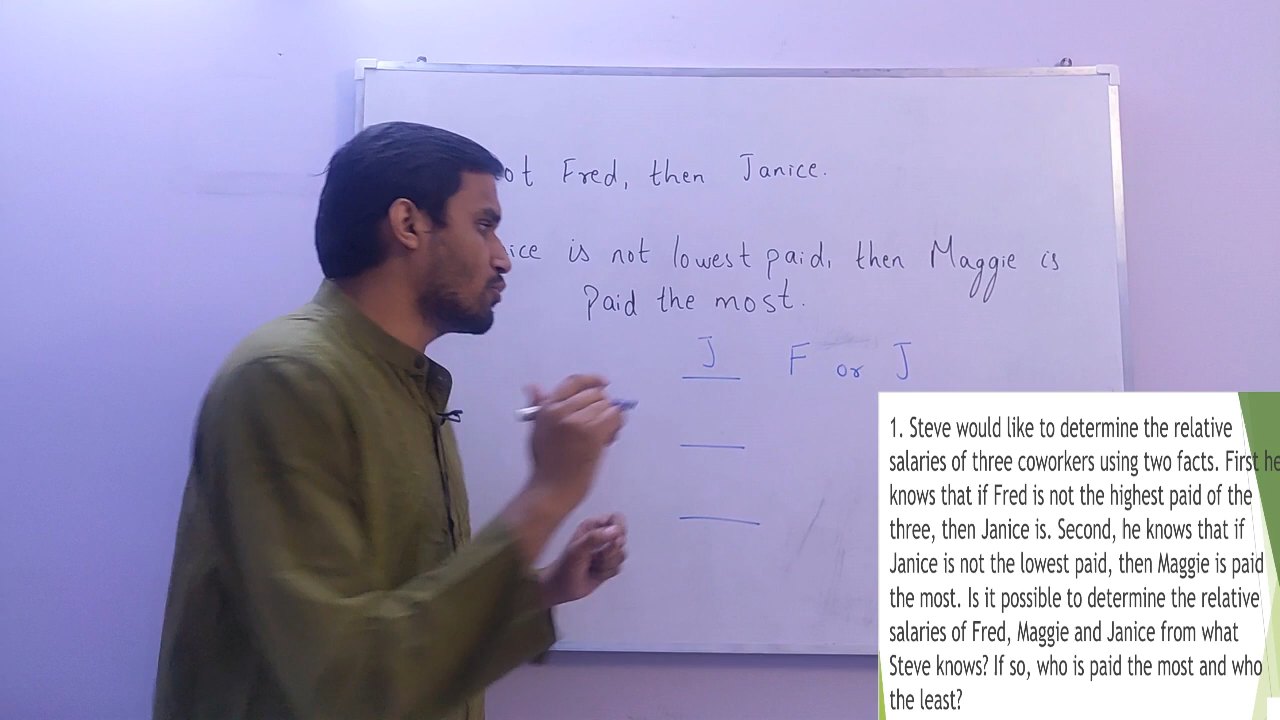 ot Fred, then Janice.
ice is not lowest paid, then Maggie is
Paid the most.
J F or J
1. Steve would like to determine the relative
salaries of three coworkers using two facts. First he
knows that if Fred is not the highest paid of the
three, then Janice is. Second, he knows that if
Janice is not the lowest paid, then Maggie is paid
the most. Is it possible to determine the relative
salaries of Fred, Maggie and Janice from what
Steve knows? If so, who is paid the most and who
the least?